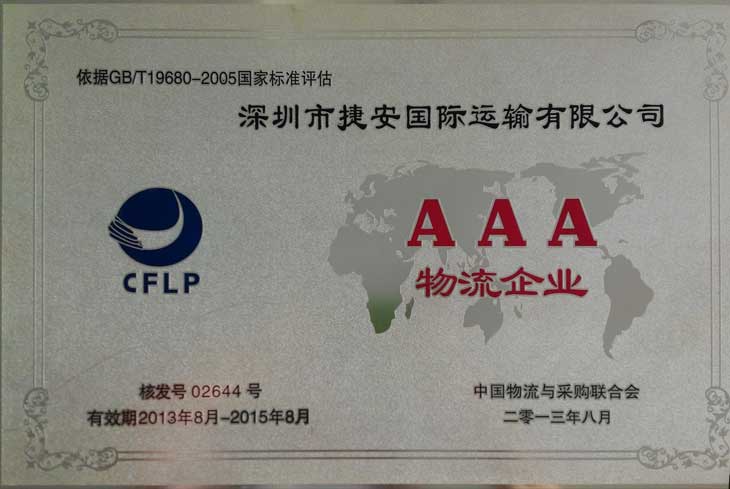 依据GB/T19680-2005国家标准评估
深圳市捷安国际运输有限公司
AAA
物流企业
CFLP
核发号 02644 号
有效期2013年8月-2015年8月
中国物流与采购联合会
二零一三年八月